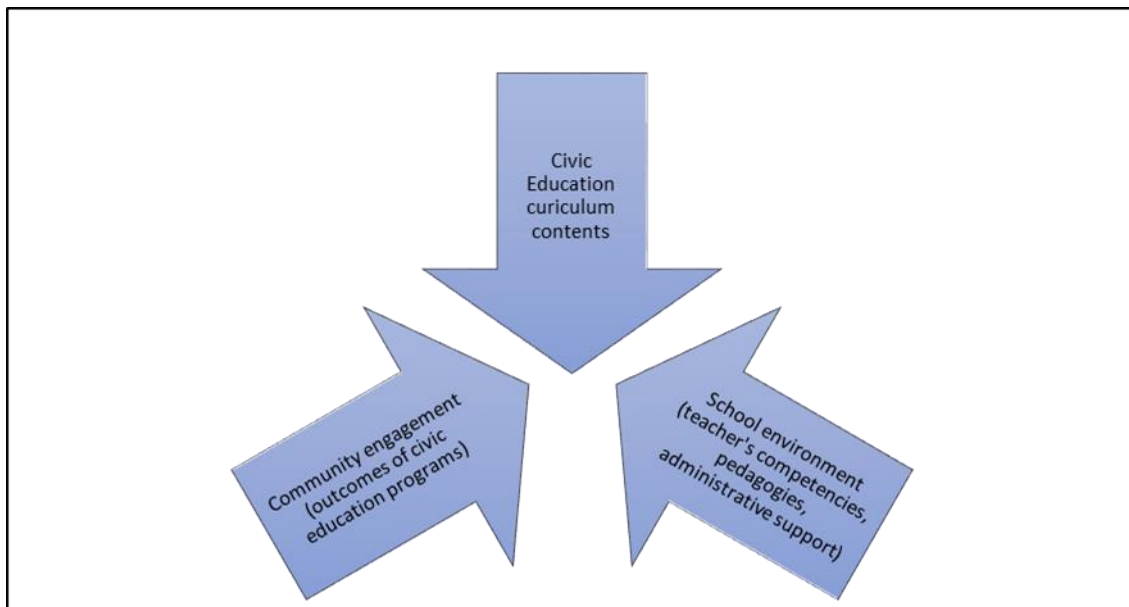 Civic
Education
curiculum
contents
Community engagement
(outcomes of civic
education programs)
School environment
(teacher's competencies,
pedagogies,
administrative support)